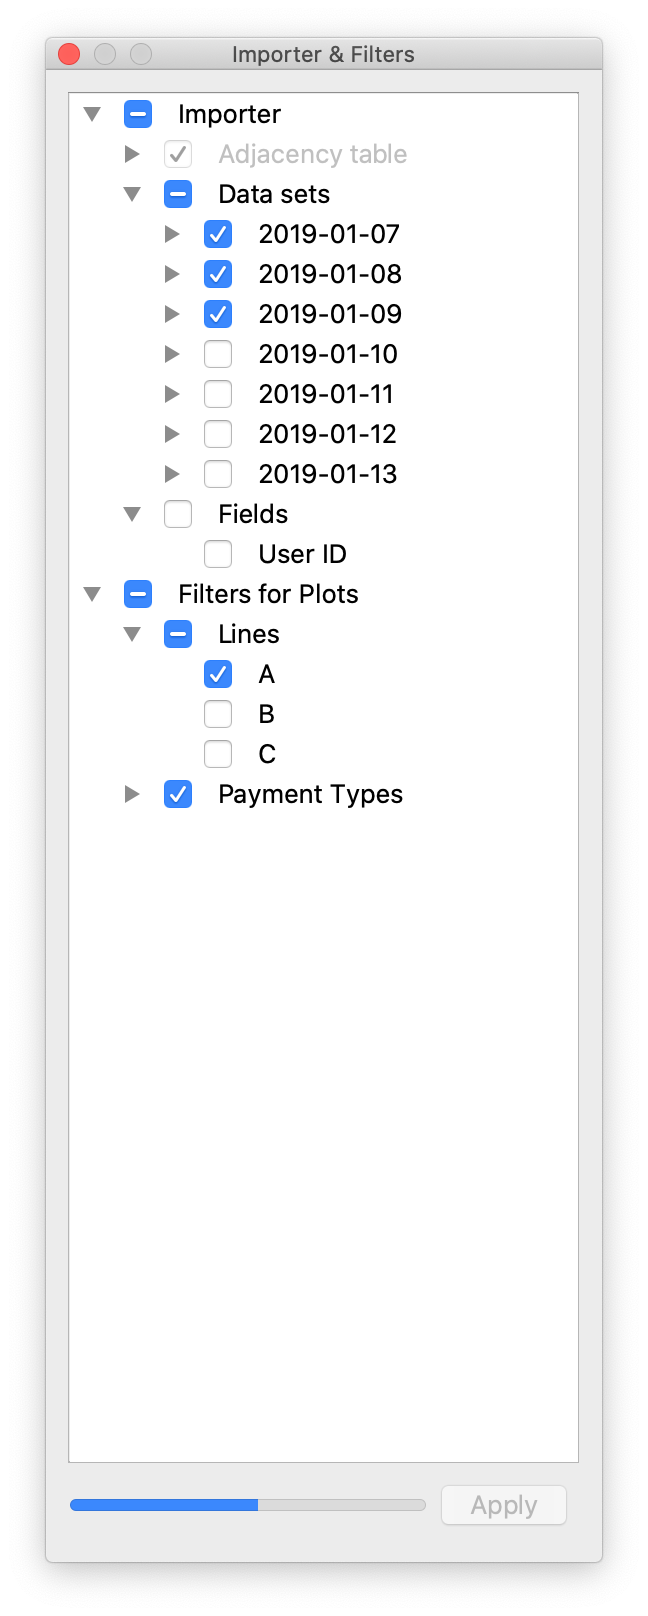 Importer & Filters
Importer
Adjacency table
Data sets
2019-01-07
2019-01-08
2019-01-09
2019-01-10
2019-01-11
2019-01-12
2019-01-13
Fields
User ID
Filters for Plots
Lines
A
B
C
Payment Types
Apply